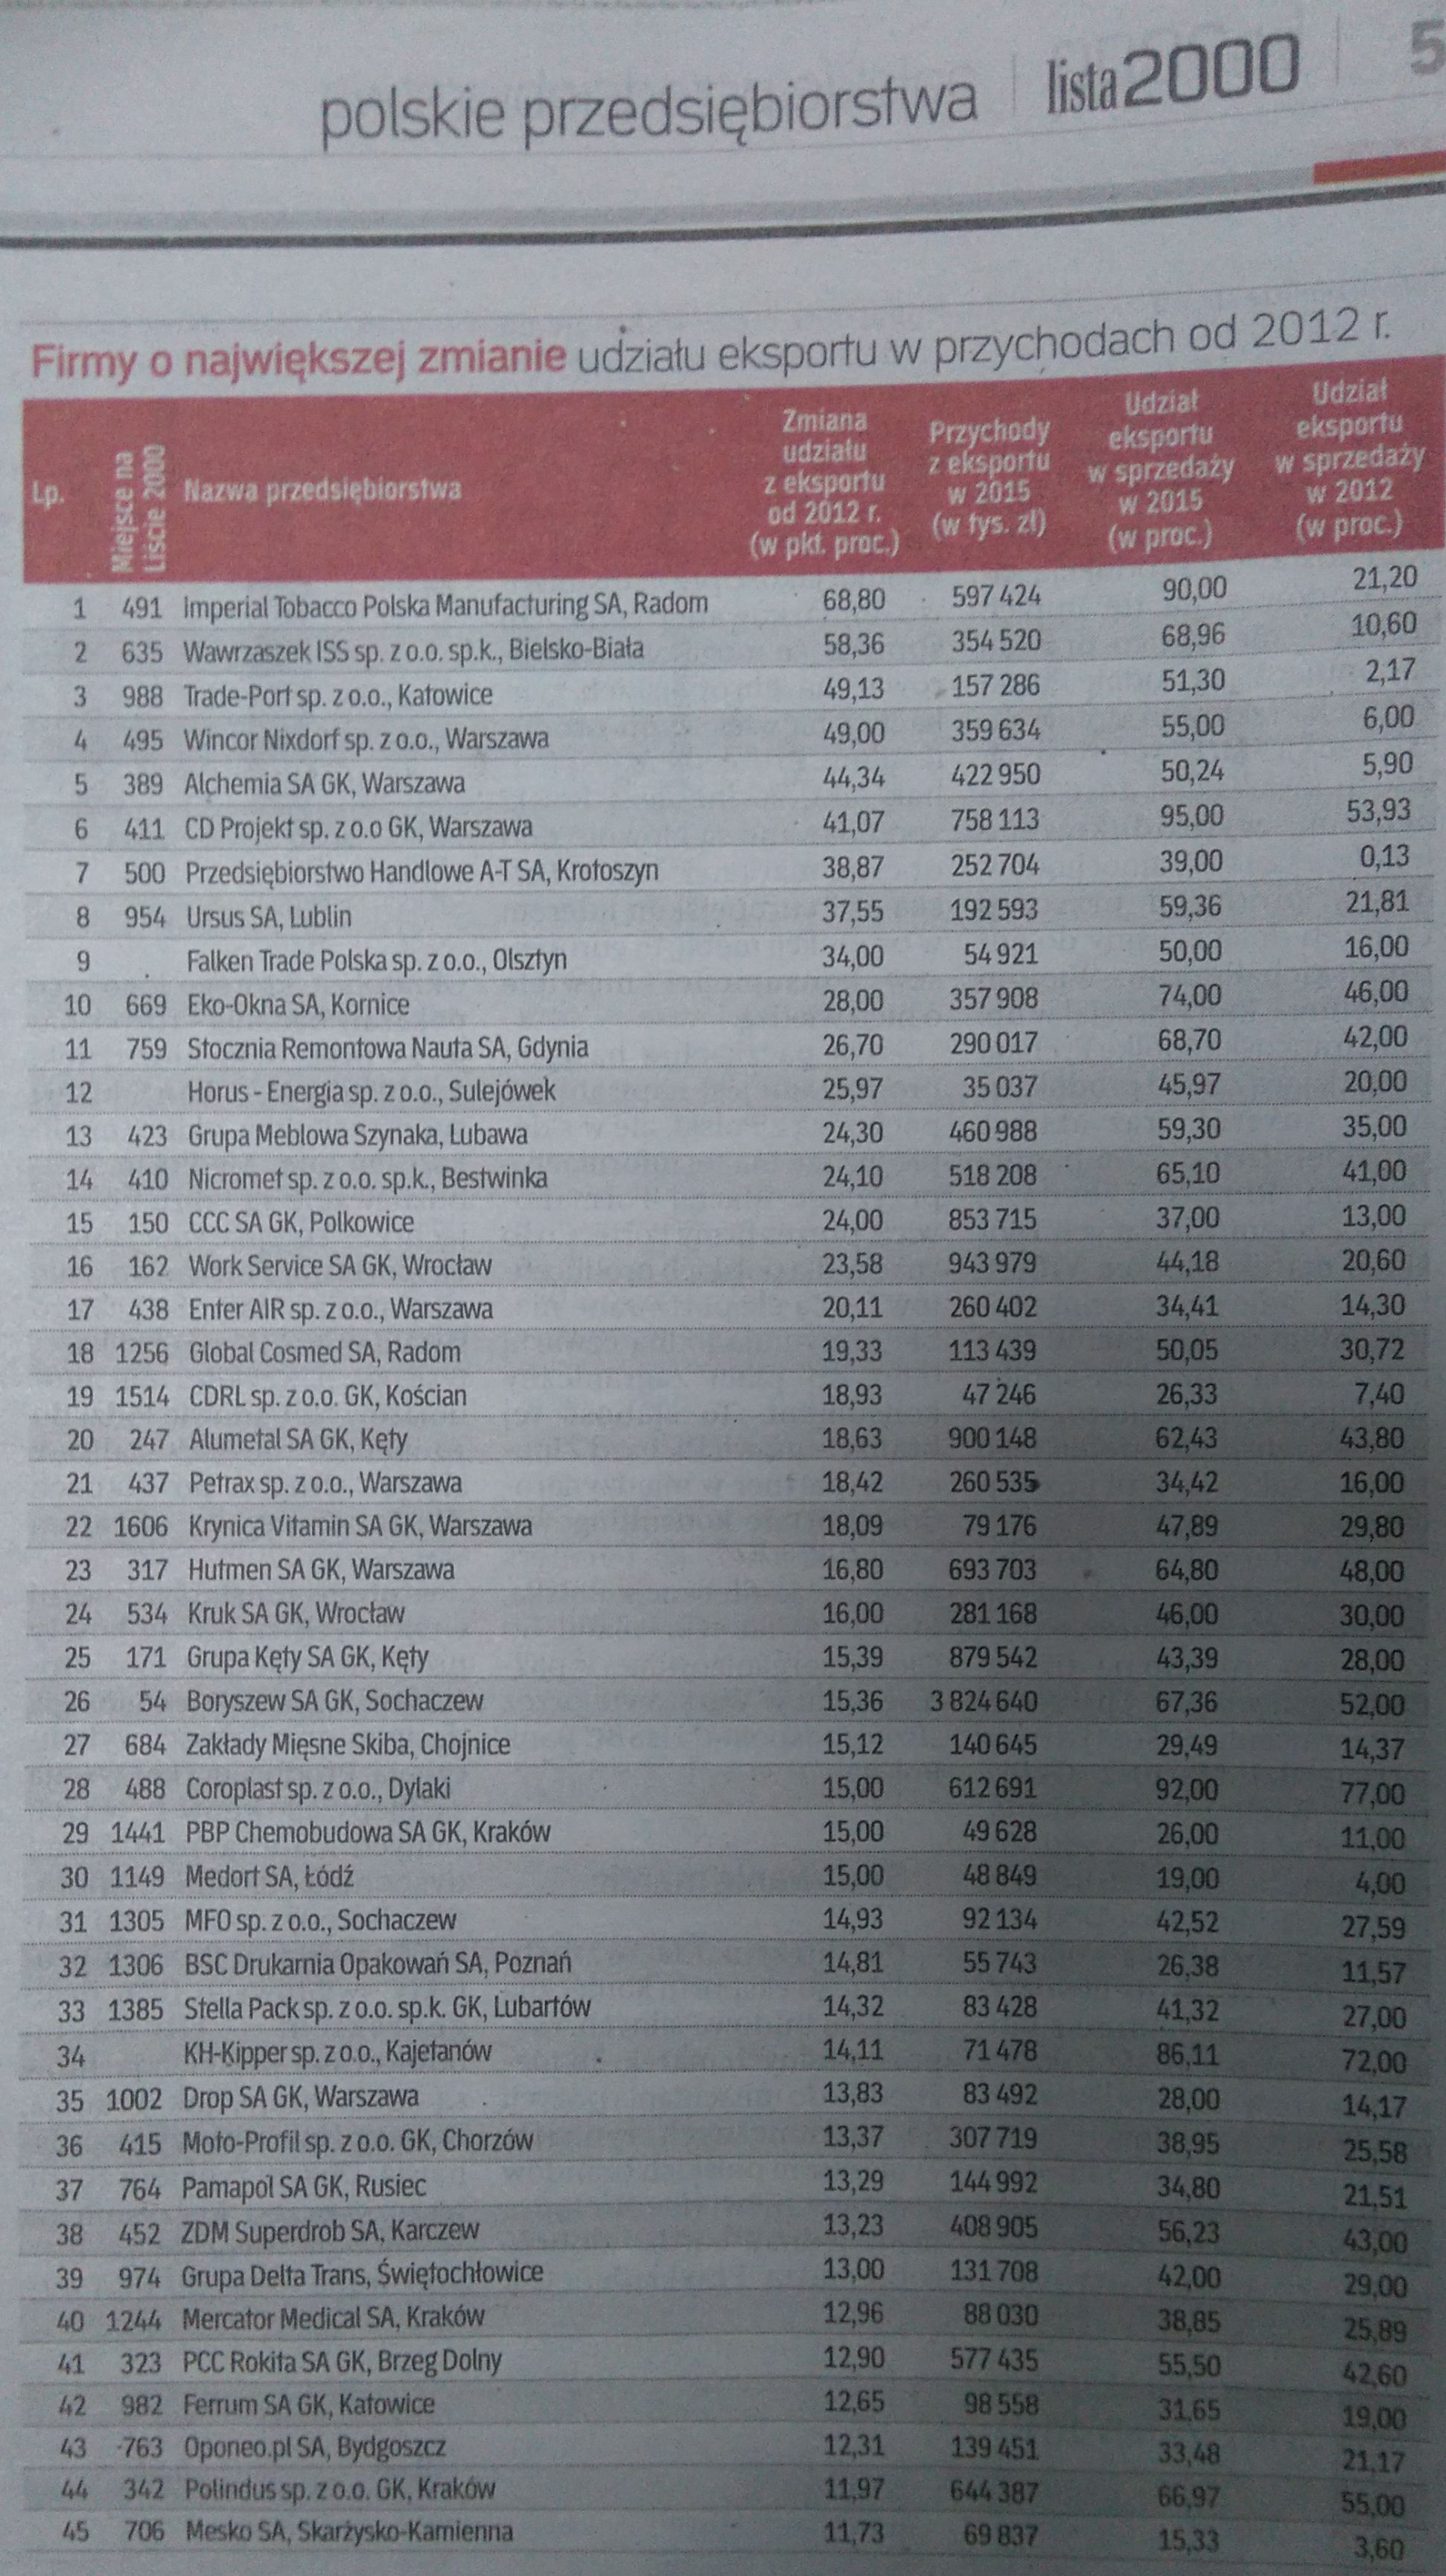 polskie przedsiębiorstwa | lista2000 | 5
Firmy o największej zmianie udziału eksportu w przychodach od 2012 r.
Lp. Miejsce na Liście 2000 Nazwa przedsiębiorstwa Zmiana udziału z eksportu od 2012 r. (w pkt. proc.) Przychody z eksportu w 2015 (w tys. zł) Udział eksportu w sprzedaży w 2015 (w proc.) Udział eksportu w sprzedaży w 2012 (w proc.)
1 491 Imperial Tobacco Polska Manufacturing SA, Radom 68,80 597 424 90,00 21,20
2 635 Wawrzaszek ISS sp. z o.o. sp.k., Bielsko-Biała 58,36 354 520 68,96 10,60
3 988 Trade-Port sp. z o.o., Katowice 49,13 157 286 51,30 2,17
4 495 Wincor Nixdorf sp. z o.o., Warszawa 49,00 359 634 55,00 6,00
5 389 Alchemia SA GK, Warszawa 44,34 422 950 50,24 5,90
6 411 CD Projekt sp. z o.o GK, Warszawa 41,07 758 113 95,00 53,93
7 500 Przedsiębiorstwo Handlowe A-T SA, Krotoszyn 38,87 252 704 39,00 0,13
8 954 Ursus SA, Lublin 37,55 192 593 59,36 21,81
9 Falken Trade Polska sp. z o.o., Olsztyn 34,00 54 921 50,00 16,00
10 669 Eko-Okna SA, Kornice 28,00 357 908 74,00 46,00
11 759 Stocznia Remontowa Nauta SA, Gdynia 26,70 290 017 68,70 42,00
12 Horus - Energia sp. z o.o., Sulejówek 25,97 35 037 45,97 20,00
13 423 Grupa Meblowa Szynaka, Lubawa 24,30 460 988 59,30 35,00
14 410 Nicromet sp. z o.o. sp.k., Bestwinka 24,10 518 208 65,10 41,00
15 150 CCC SA GK, Polkowice 24,00 853 715 37,00 13,00
16 162 Work Service SA GK, Wrocław 23,58 943 979 44,18 20,60
17 438 Enter AIR sp. z o.o., Warszawa 20,11 260 402 34,41 14,30
18 1256 Global Cosmed SA, Radom 19,33 113 439 50,05 30,72
19 1514 CDRL sp. z o.o. GK, Kościan 18,93 47 246 26,33 7,40
20 247 Alumetal SA GK, Kęty 18,63 900 148 62,43 43,80
21 437 Petrax sp. z o.o., Warszawa 18,42 260 535 34,42 16,00
22 1606 Krynica Vitamin SA GK, Warszawa 18,09 79 176 47,89 29,80
23 317 Hutmen SA GK, Warszawa 16,80 693 703 64,80 48,00
24 534 Kruk SA GK, Wrocław 16,00 281 168 46,00 30,00
25 171 Grupa Kęty SA GK, Kęty 15,39 879 542 43,39 28,00
26 54 Boryszew SA GK, Sochaczew 15,36 3 824 640 67,36 52,00
27 684 Zakłady Mięsne Skiba, Chojnice 15,12 140 645 29,49 14,37
28 488 Coroplast sp. z o.o., Dylaki 15,00 612 691 92,00 77,00
29 1441 PBP Chemobudowa SA GK, Kraków 15,00 49 628 26,00 11,00
30 1149 Medort SA, Łódź 15,00 48 849 19,00 4,00
31 1305 MFO sp. z o.o., Sochaczew 14,93 92 134 42,52 27,59
32 1306 BSC Drukarnia Opakowań SA, Poznań 14,81 55 743 26,38 11,57
33 1385 Stella Pack sp. z o.o. sp.k. GK, Lubartów 14,32 83 428 41,32 27,00
34 KH-Kipper sp. z o.o., Kajetanów 14,11 71 478 86,11 72,00
35 1002 Drop SA GK, Warszawa 13,83 83 492 28,00 14,17
36 415 Moto-Profil sp. z o.o. GK, Chorzów 13,37 307 719 38,95 25,58
37 764 Pamapol SA GK, Rusiec 13,29 144 992 34,80 21,51
38 452 ZDM Superdrob SA, Karczew 13,23 408 905 56,23 43,00
39 974 Grupa Delta Trans, Świętochłowice 13,00 131 708 42,00 29,00
40 1244 Mercator Medical SA, Kraków 12,96 88 030 38,85 25,89
41 323 PCC Rokita SA GK, Brzeg Dolny 12,90 577 435 55,50 42,60
42 982 Ferrum SA GK, Katowice 12,65 98 558 31,65 19,00
43 763 Oponeo.pl SA, Bydgoszcz 12,31 139 451 33,48 21,17
44 342 Polindus sp. z o.o. GK, Kraków 11,97 644 387 66,97 55,00
45 706 Mesko SA, Skarżysko-Kamienna 11,73 69 837 15,33 3,60